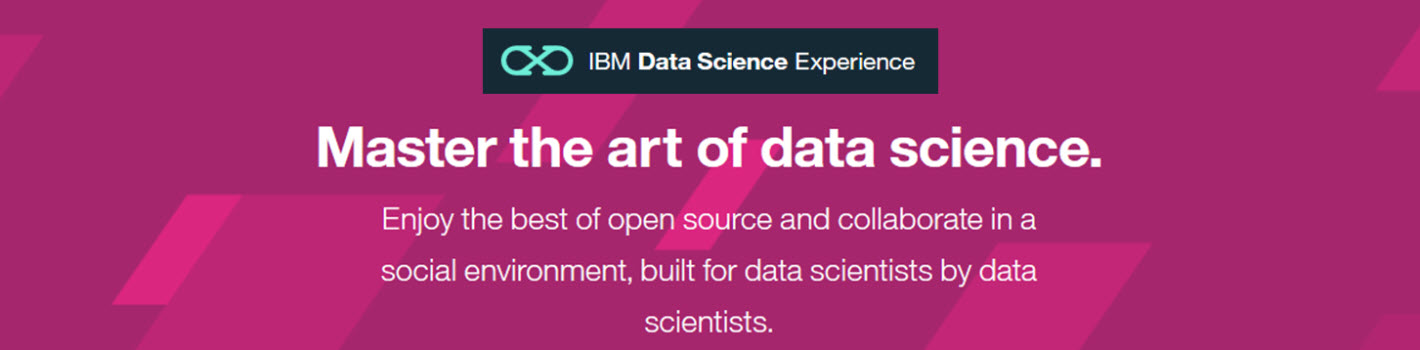 IBM Data Science Experience
Master the art of data science.
Enjoy the best of open source and collaborate in a
social environment, built for data scientists by data
scientists.